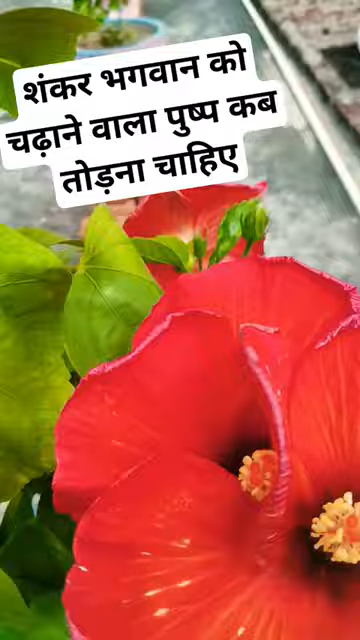 शंकर भगवान को
चढ़ाने वाला पुष्प कब
तोड़ना चाहिए